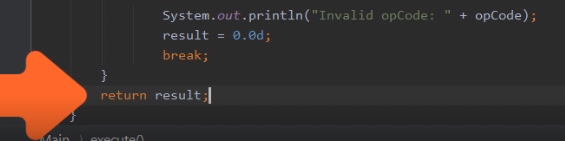 System.out.println("Invalid opCode: " + opCode);
result = 0.0d;
break;
}
return result;
}
Main > execute()